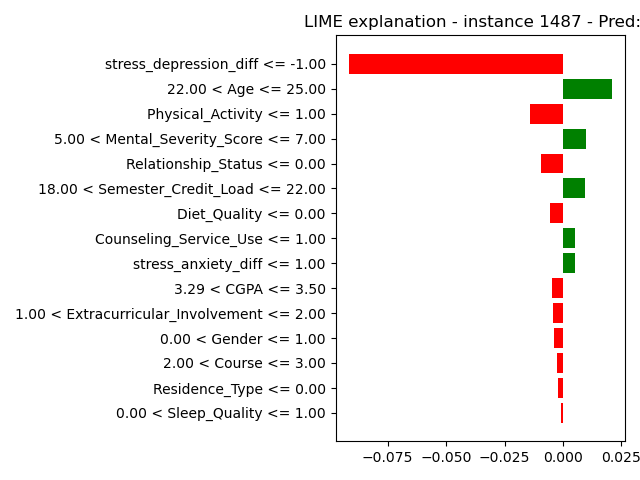 LIME explanation - instance 1487 - Pred:
stress_depression_diff <= -1.00
22.00 < Age <= 25.00
Physical_Activity <= 1.00
5.00 < Mental_Severity_Score <= 7.00
Relationship_Status <= 0.00
18.00 < Semester_Credit_Load <= 22.00
Diet_Quality <= 0.00
Counseling_Service_Use <= 1.00
stress_anxiety_diff <= 1.00
3.29 < CGPA <= 3.50
1.00 < Extracurricular_Involvement <= 2.00
0.00 < Gender <= 1.00
2.00 < Course <= 3.00
Residence_Type <= 0.00
0.00 < Sleep_Quality <= 1.00
−0.075 −0.050 −0.025 0.000 0.025